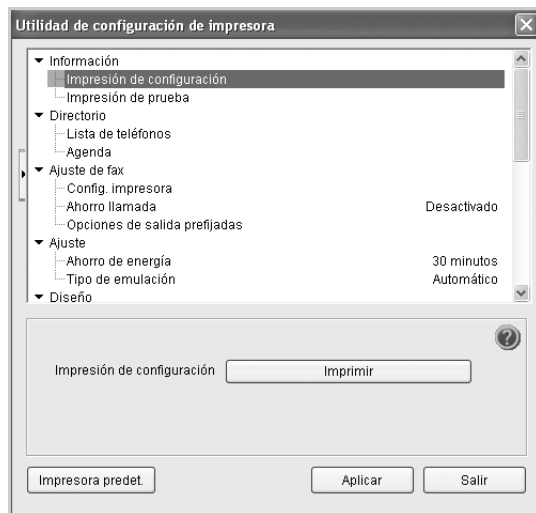 Utilidad de configuración de impresora
Información
Impresión de configuración
Impresión de prueba
Directorio
Lista de teléfonos
Agenda
Ajuste de fax
Config. impresora
Ahorro llamada Desactivado
Opciones de salida prefijadas
Ajuste
Ahorro de energía 30 minutos
Tipo de emulación Automático
Diseño
?
Impresión de configuración Imprimir
Impresora predet. Aplicar Salir